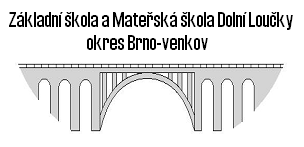 Základní škola a Mateřská škola Dolní Loučky
okres Brno-venkov